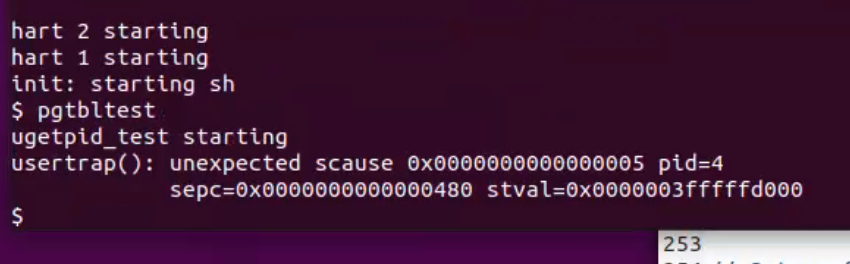 hart 2 starting
hart 1 starting
init: starting sh
$ pgtbltest
ugetpid_test starting
usertrap(): unexpected scause 0x0000000000000005 pid=4
sepc=0x0000000000000480 stval=0x0000003fffffd000
$
253